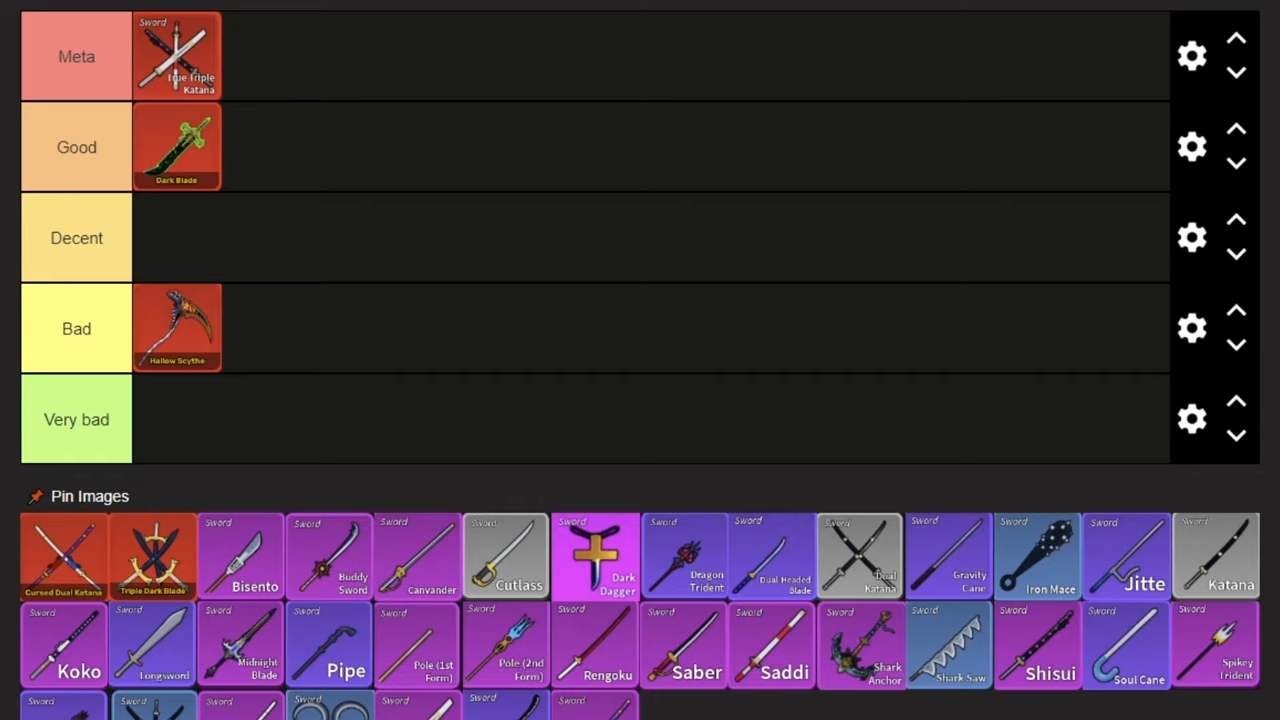 Meta
Sword
True Triple
Katana
Good
Dark Blade
Decent
Bad
Hallow Scythe
Very bad
Pin Images
Cursed Dual Katana
Triple Dark Blade
Sword
Bisento
Sword
Buddy
Sword
Sword
Canvander
Sword
Cutlass
Sword
Dark
Dagger
Sword
Dragon
Trident
Sword
Dual Headed
Blade
Sword
Dual
Katana
Sword
Gravity
Cane
Sword
Iron Mace
Sword
Jitte
Sword
Katana
Sword
Koko
Sword
Longsword
Sword
Midnight
Blade
Sword
Pipe
Sword
Pole (1st
Form)
Sword
Pole (2nd
Form)
Sword
Rengoku
Sword
Saber
Sword
Saddi
Sword
Shark
Anchor
Sword
Shark Saw
Sword
Shisui
Sword
Soul Cane
Sword
Spikey
Trident
Sword
Sword
Sword
Sword
Sword
Sword
Sword